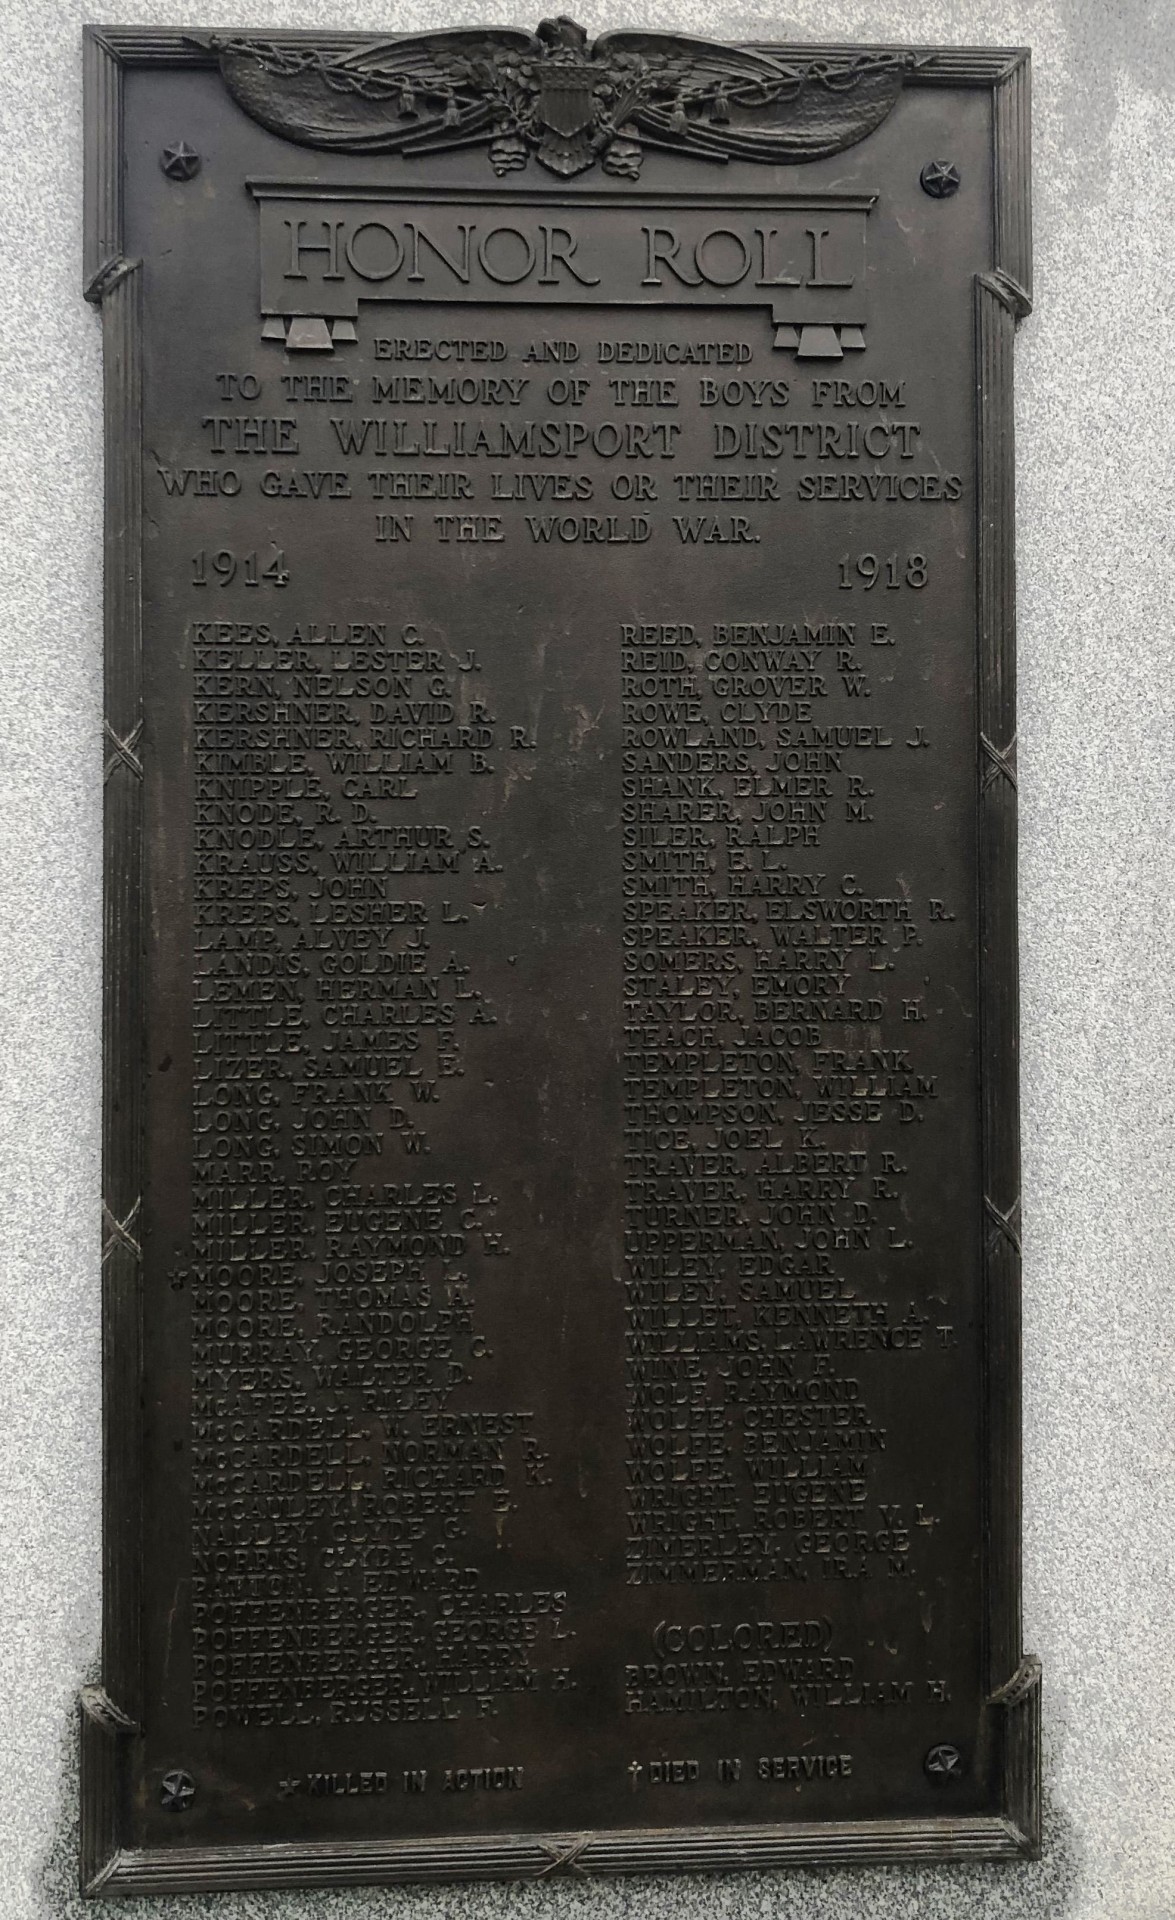 HONOR ROLL
ERECTED AND DEDICATED
TO THE MEMORY OF THE BOYS FROM
THE WILLIAMSPORT DISTRICT
WHO GAVE THEIR LIVES OR THEIR SERVICES
IN THE WORLD WAR.
1914 1918
KEES, ALLEN C.
KELLER, LESTER J.
KERN, NELSON G.
KERSHNER, DAVID R.
KERSHNER, RICHARD R.
KIMBLE, WILLIAM B.
KNIPPLE, CARL
KNODE, R. D.
KNODLE, ARTHUR S.
KRAUSS, WILLIAM A.
KREPS, JOHN
KREPS, LESHER L.
LAMP, ALVEY J.
LANDIS, GOLDIE A.
LEMEN, HERMAN L.
LITTLE, CHARLES A.
LITTLE, JAMES F.
LIZER, SAMUEL E.
LONG, FRANK W.
LONG, JOHN D.
LONG, SIMON W.
MARR, ROY
MILLER, CHARLES L.
MILLER, EUGENE C.
MILLER, RAYMOND H.
MOORE, JOSEPH L.
MOORE, THOMAS A.
MOORE, RANDOLPH
MURRAY, GEORGE C.
MYERS, WALTER D.
McAFEE, J. RILEY
McCARDELL, W. ERNEST
McCARDELL, NORMAN R.
McCARDELL, RICHARD K.
McCAULEY, ROBERT E.
NALLEY, CLYDE G.
NORRIS, CLYDE C.
PATTON, J. EDWARD
POFFENBERGER, CHARLES
POFFENBERGER, GEORGE L.
POFFENBERGER, HARRY
POFFENBERGER, WILLIAM H.
POWELL, RUSSELL F.
REED, BENJAMIN E.
REID, CONWAY R.
ROTH, GROVER W.
ROWE, CLYDE
ROWLAND, SAMUEL J.
SANDERS, JOHN
SHANK, ELMER R.
SHARER, JOHN M.
SILER, RALPH
SMITH, E. L.
SMITH, HARRY C.
SPEAKER, ELSWORTH R.
SPEAKER, WALTER P.
SOMERS, HARRY L.
STALEY, EMORY
TAYLOR, BERNARD H.
TEACH, JACOB
TEMPLETON, FRANK
TEMPLETON, WILLIAM
THOMPSON, JESSE D.
TICE, JOEL K.
TRAVER, ALBERT R.
TRAVER, HARRY R.
TURNER, JOHN D.
UPPERMAN, JOHN L.
WILEY, EDGAR
WILEY, SAMUEL
WILLET, KENNETH A.
WILLIAMS, LAWRENCE T.
WINE, JOHN F.
WOLF, RAYMOND
WOLFE, CHESTER
WOLFE, BENJAMIN
WOLFE, WILLIAM
WRIGHT, EUGENE
WRIGHT, ROBERT V. L.
ZIMERLEY, GEORGE
ZIMMERMAN, IRA M.
(COLORED)
BROWN, EDWARD
HAMILTON, WILLIAM H.
★KILLED IN ACTION †DIED IN SERVICE